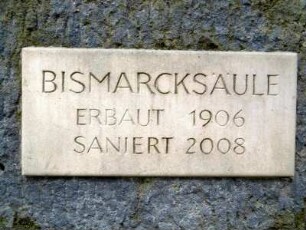 BISMARCKSÄULE
ERBAUT 1906
SANIERT 2008